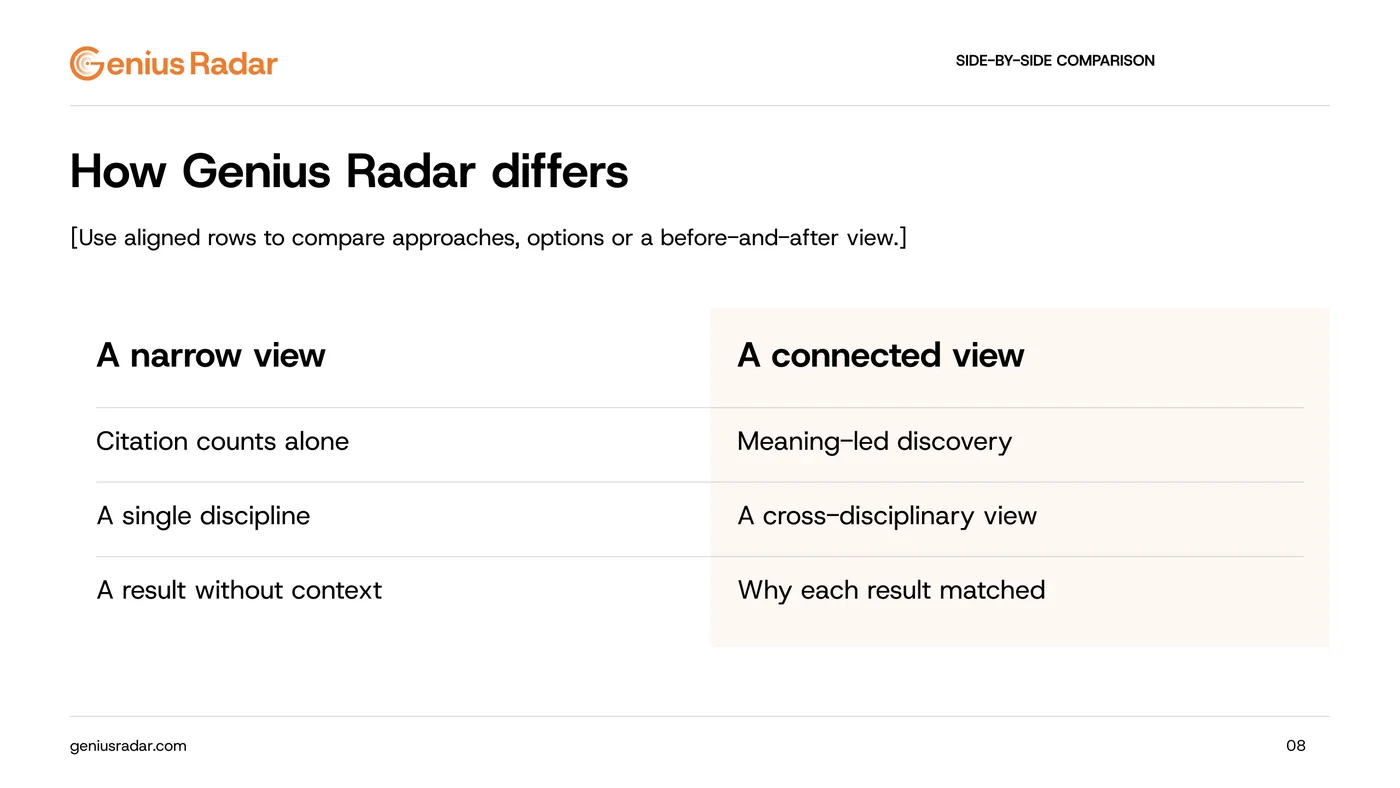 Genius Radar
SIDE-BY-SIDE COMPARISON
How Genius Radar differs
[Use aligned rows to compare approaches, options or a before-and-after view.]
A narrow view
A connected view
Citation counts alone
Meaning-led discovery
A single discipline
A cross-disciplinary view
A result without context
Why each result matched
geniusradar.com
08